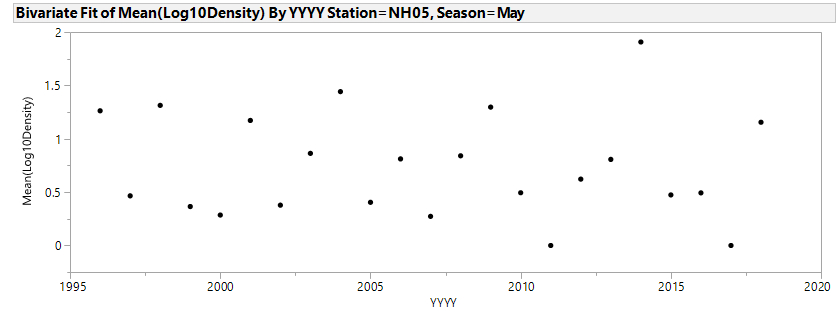 Bivariate Fit of Mean(Log10Density) By YYYY Station=NH05, Season=May
2
1.5
1
0.5
0
Mean(Log10Density)
1995 2000 2005 2010 2015 2020
YYYY